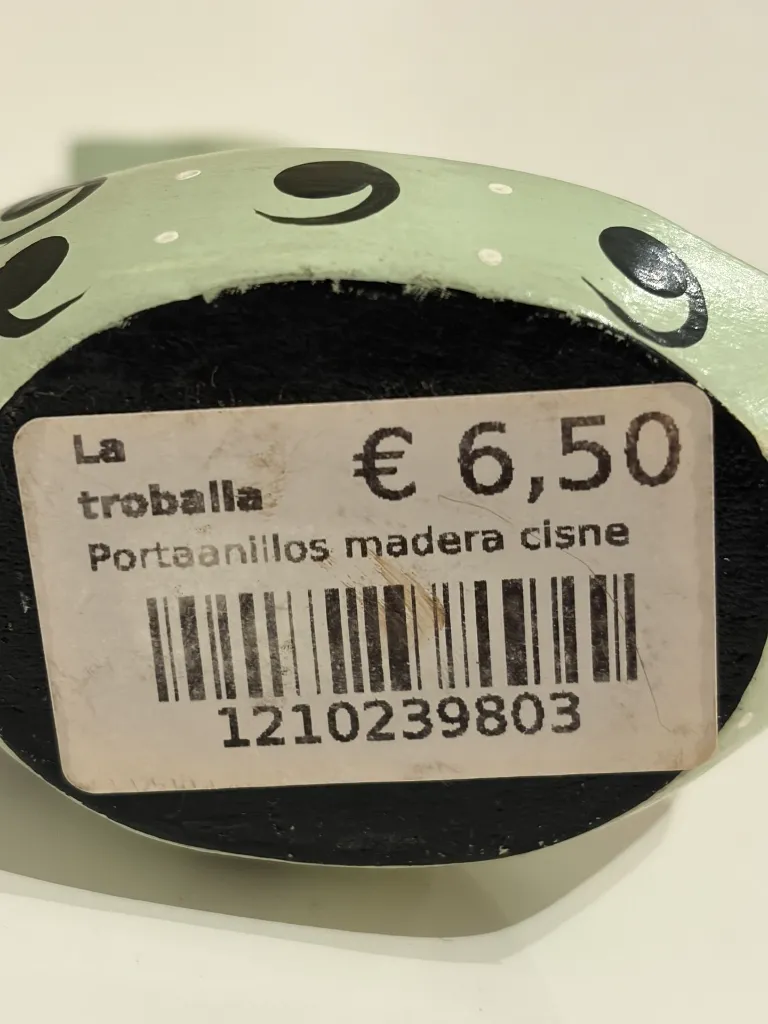 La
troballa
€ 6,50
Portaanillos madera cisne
1210239803